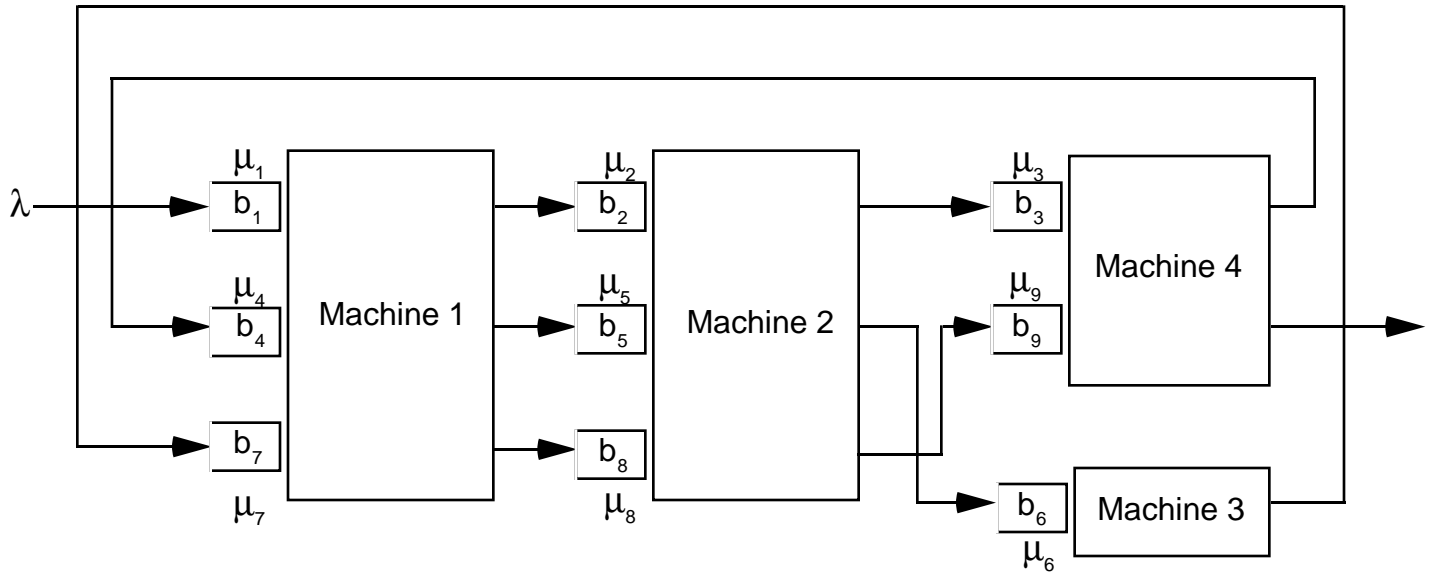 μ₁
μ₂
μ₃
λ
b₁
b₂
b₃
Machine 4
μ₄
μ₅
μ₉
Machine 1
Machine 2
b₄
b₅
b₉
b₇
b₈
μ₇
μ₈
b₆
Machine 3
μ₆